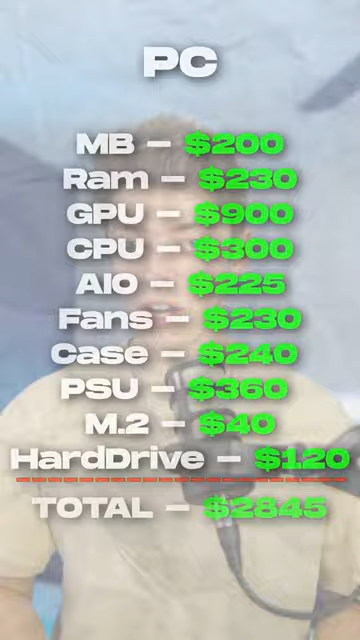 PC
MB – $200
Ram – $230
GPU – $900
CPU – $300
AIO – $225
Fans – $230
Case – $240
PSU – $360
M.2 – $40
HardDrive – $120
TOTAL – $2845